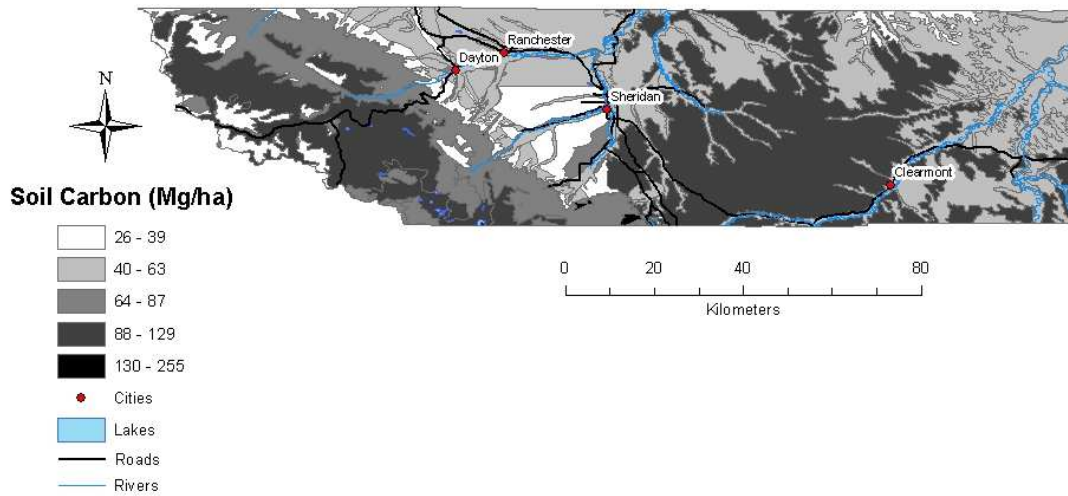 Ranchester
Dayton
N
Sheridan
Clearmont
Soil Carbon (Mg/ha)
26 - 39
40 - 63
64 - 87
88 - 129
130 - 255
Cities
Lakes
Roads
Rivers
0 20 40 80
Kilometers